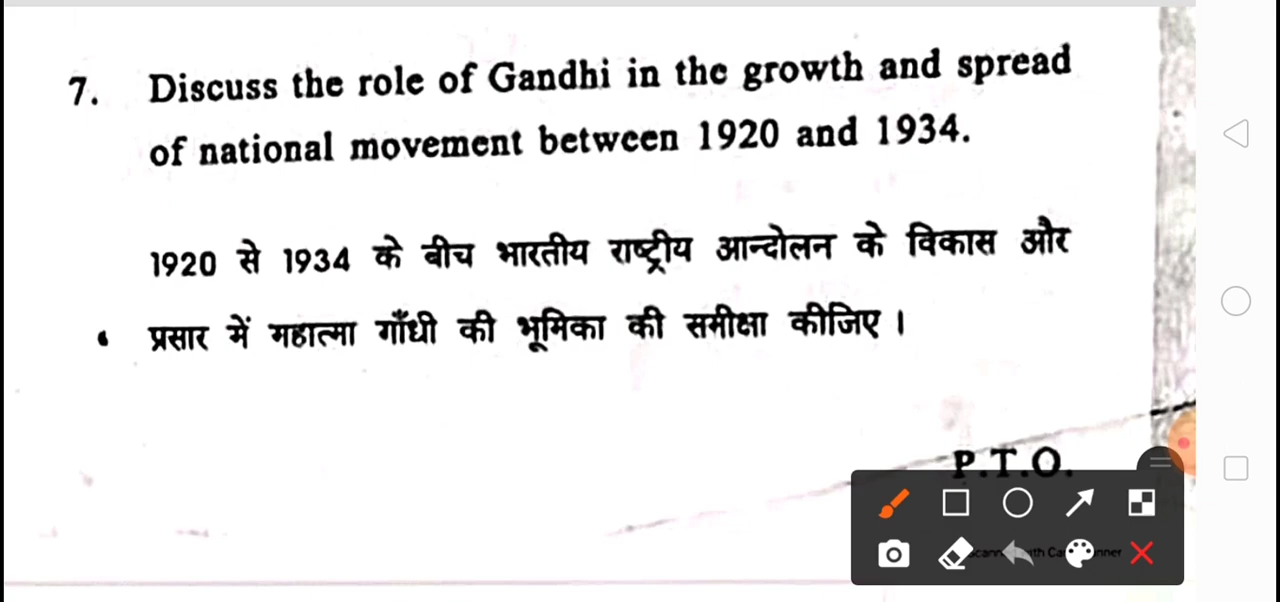 7. Discuss the role of Gandhi in the growth and spread
of national movement between 1920 and 1934.
1920 से 1934 के बीच भारतीय राष्ट्रीय आन्दोलन के विकास और
प्रसार में महात्मा गाँधी की भूमिका की समीक्षा कीजिए ।
P.T.O.